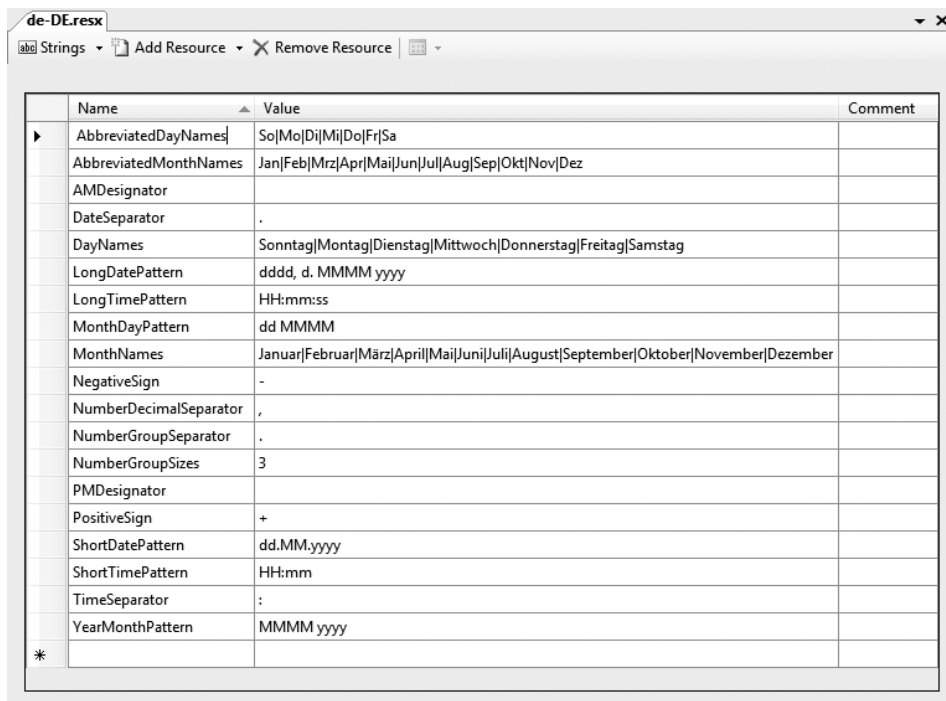 de-DE.resx
abc Strings Add Resource Remove Resource
Name Value Comment
AbbreviatedDayNames So|Mo|Di|Mi|Do|Fr|Sa
AbbreviatedMonthNames Jan|Feb|Mrz|Apr|Mai|Jun|Jul|Aug|Sep|Okt|Nov|Dez
AMDesignator
DateSeparator .
DayNames Sonntag|Montag|Dienstag|Mittwoch|Donnerstag|Freitag|Samstag
LongDatePattern dddd, d. MMMM yyyy
LongTimePattern HH:mm:ss
MonthDayPattern dd MMMM
MonthNames Januar|Februar|März|April|Mai|Juni|Juli|August|September|Oktober|November|Dezember
NegativeSign -
NumberDecimalSeparator ,
NumberGroupSeparator .
NumberGroupSizes 3
PMDesignator
PositiveSign +
ShortDatePattern dd.MM.yyyy
ShortTimePattern HH:mm
TimeSeparator :
YearMonthPattern MMMM yyyy